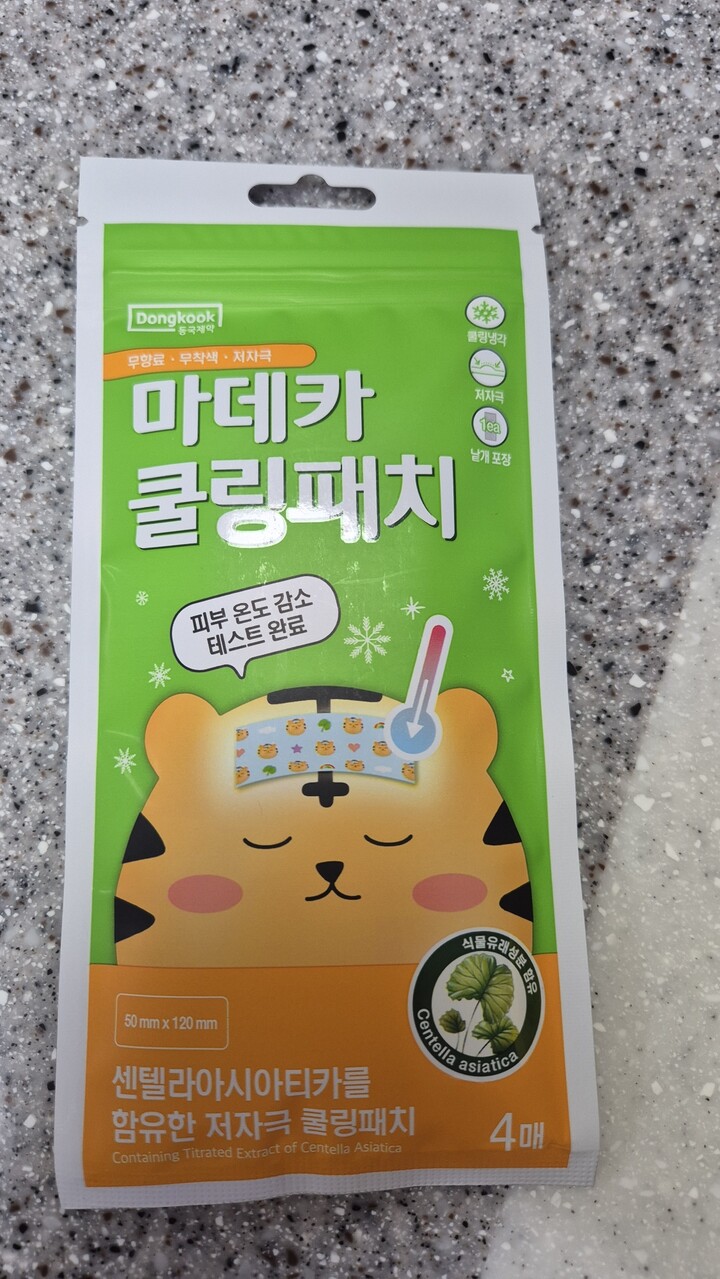 Dongkook
동국제약
쿨링냉각
무향료 · 무착색 · 저자극
저자극
마데카
1ea
낱개 포장
쿨링패치
피부 온도 감소
테스트 완료
식물유래성분 함유
Centella asiatica
50 mm x 120 mm
센텔라아시아티카를
함유한 저자극 쿨링패치
4매
Containing Titrated Extract of Centella Asiatica